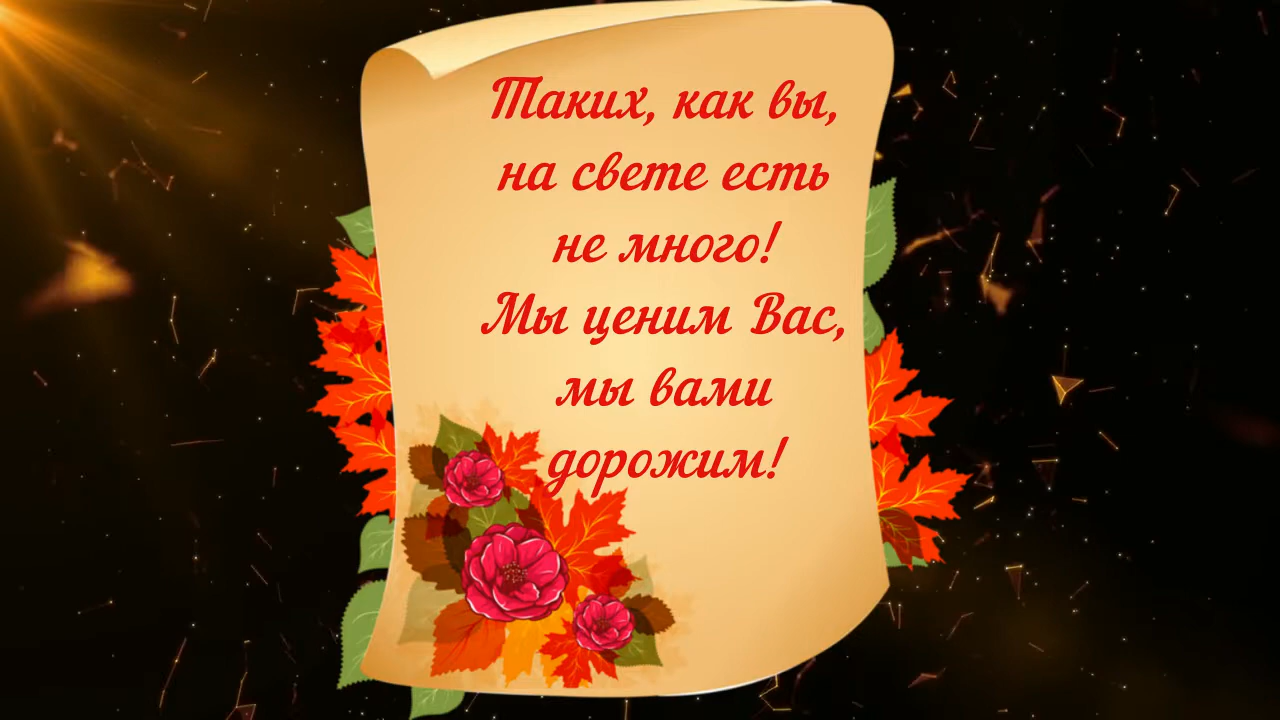 Таких, как вы,
на свете есть
не много!
Мы ценим Вас,
мы вами
дорожим!